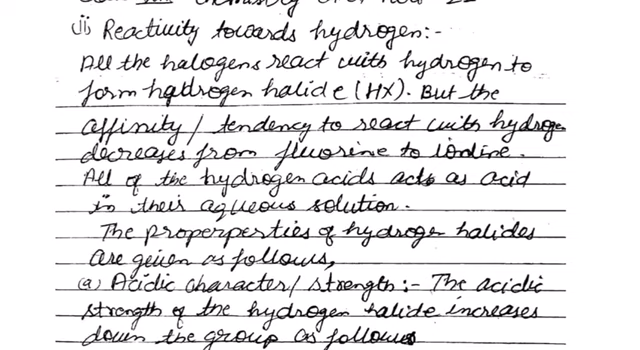 chemistry
ii) Reactivity towards hydrogen:-
All the halogens react with hydrogen to
form hydrogen halide (HX). But the
affinity/ tendency to react with hydrogen
decreases from fluorine to Iodine.
All of the hydrogen acids acts as acid
in their aqueous solution.
The properperties of hydrogen halides
are given as follows,
(a) Acidic character/ strength:- The acidic
strength of the hydrogen halide increases
down the group as follows